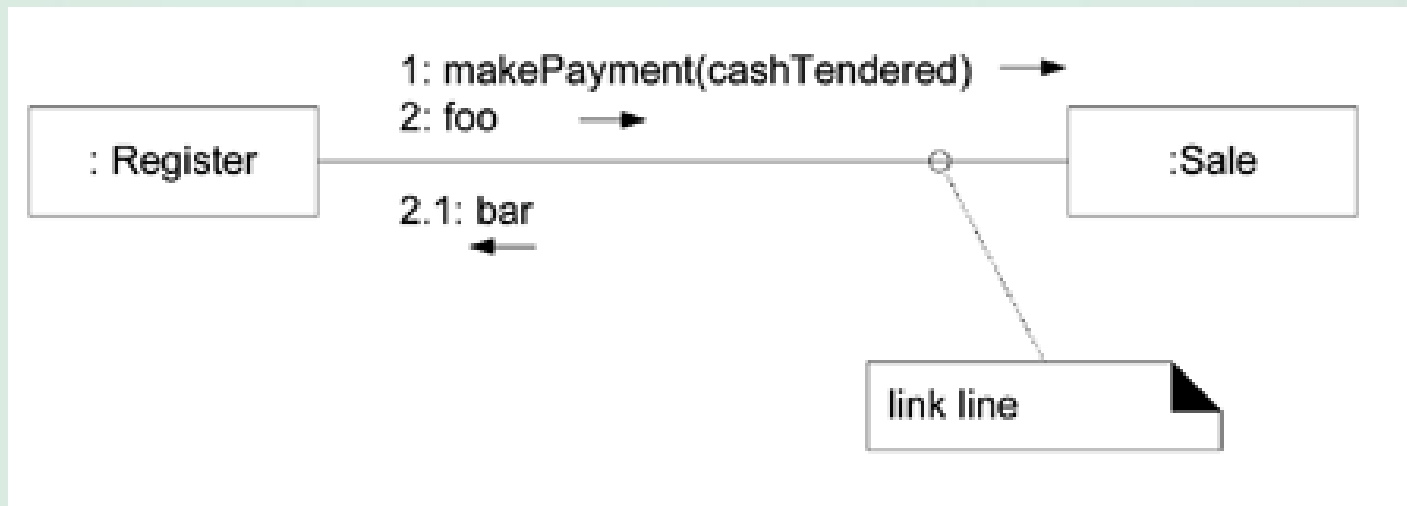 1: makePayment(cashTendered)
2: foo
: Register
:Sale
2.1: bar
link line